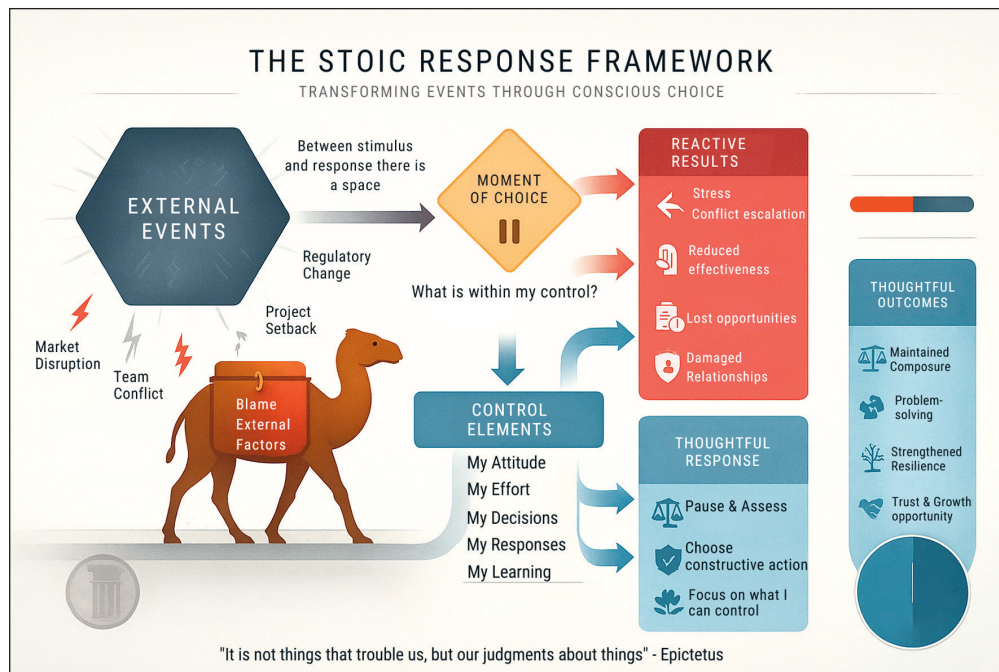 THE STOIC RESPONSE FRAMEWORK
TRANSFORMING EVENTS THROUGH CONSCIOUS CHOICE
EXTERNAL
EVENTS
Between stimulus
and response there is
a space
Regulatory
Change
Project
Setback
Market
Disruption
Team
Conflict
Blame
External
Factors
MOMENT
OF CHOICE
What is within my control?
CONTROL
ELEMENTS
My Attitude
My Effort
My Decisions
My Responses
My Learning
REACTIVE
RESULTS
Stress
Conflict escalation
Reduced
effectiveness
Lost opportunities
Damaged
Relationships
THOUGHTFUL
RESPONSE
Pause & Assess
Choose
constructive action
Focus on what I
can control
THOUGHTFUL
OUTCOMES
Maintained
Composure
Problem-
solving
Strengthened
Resilience
Trust & Growth
opportunity
"It is not things that trouble us, but our judgments about things" - Epictetus